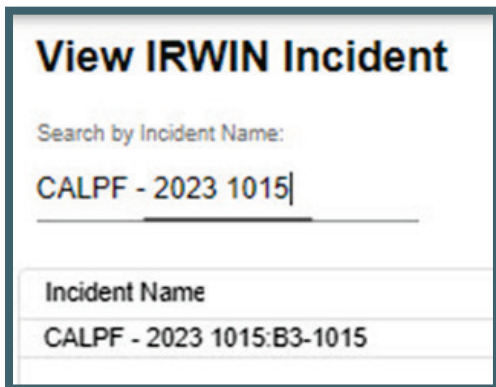 View IRWIN Incident
Search by Incident Name:
CALPF - 2023 1015
Incident Name
CALPF - 2023 1015:B3-1015